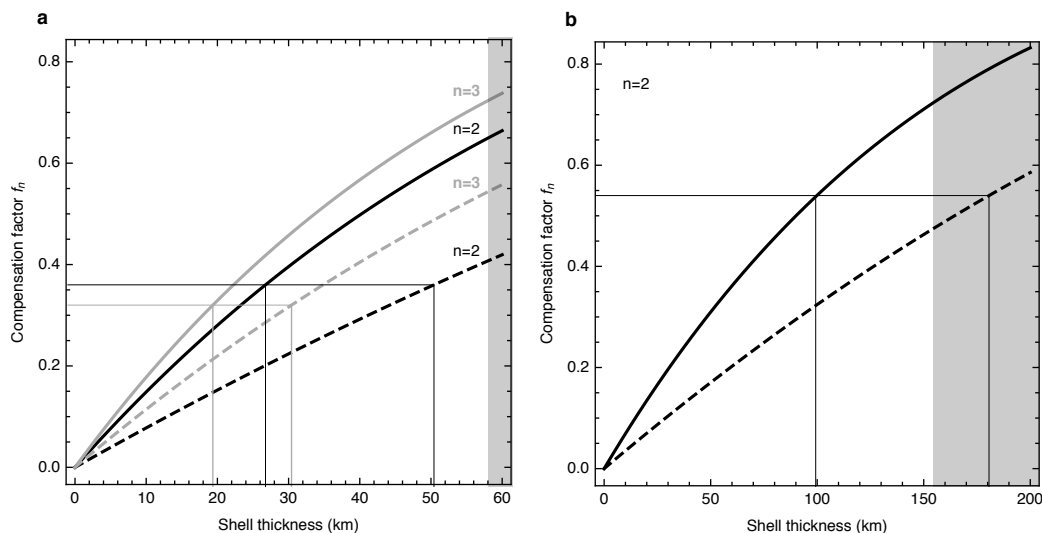 a
0.8
0.6
0.4
0.2
0.0
Compensation factor fn
n=3
n=2
n=3
n=2
0 10 20 30 40 50 60
Shell thickness (km)
b
0.8
0.6
0.4
0.2
0.0
Compensation factor fn
n=2
0 50 100 150 200
Shell thickness (km)